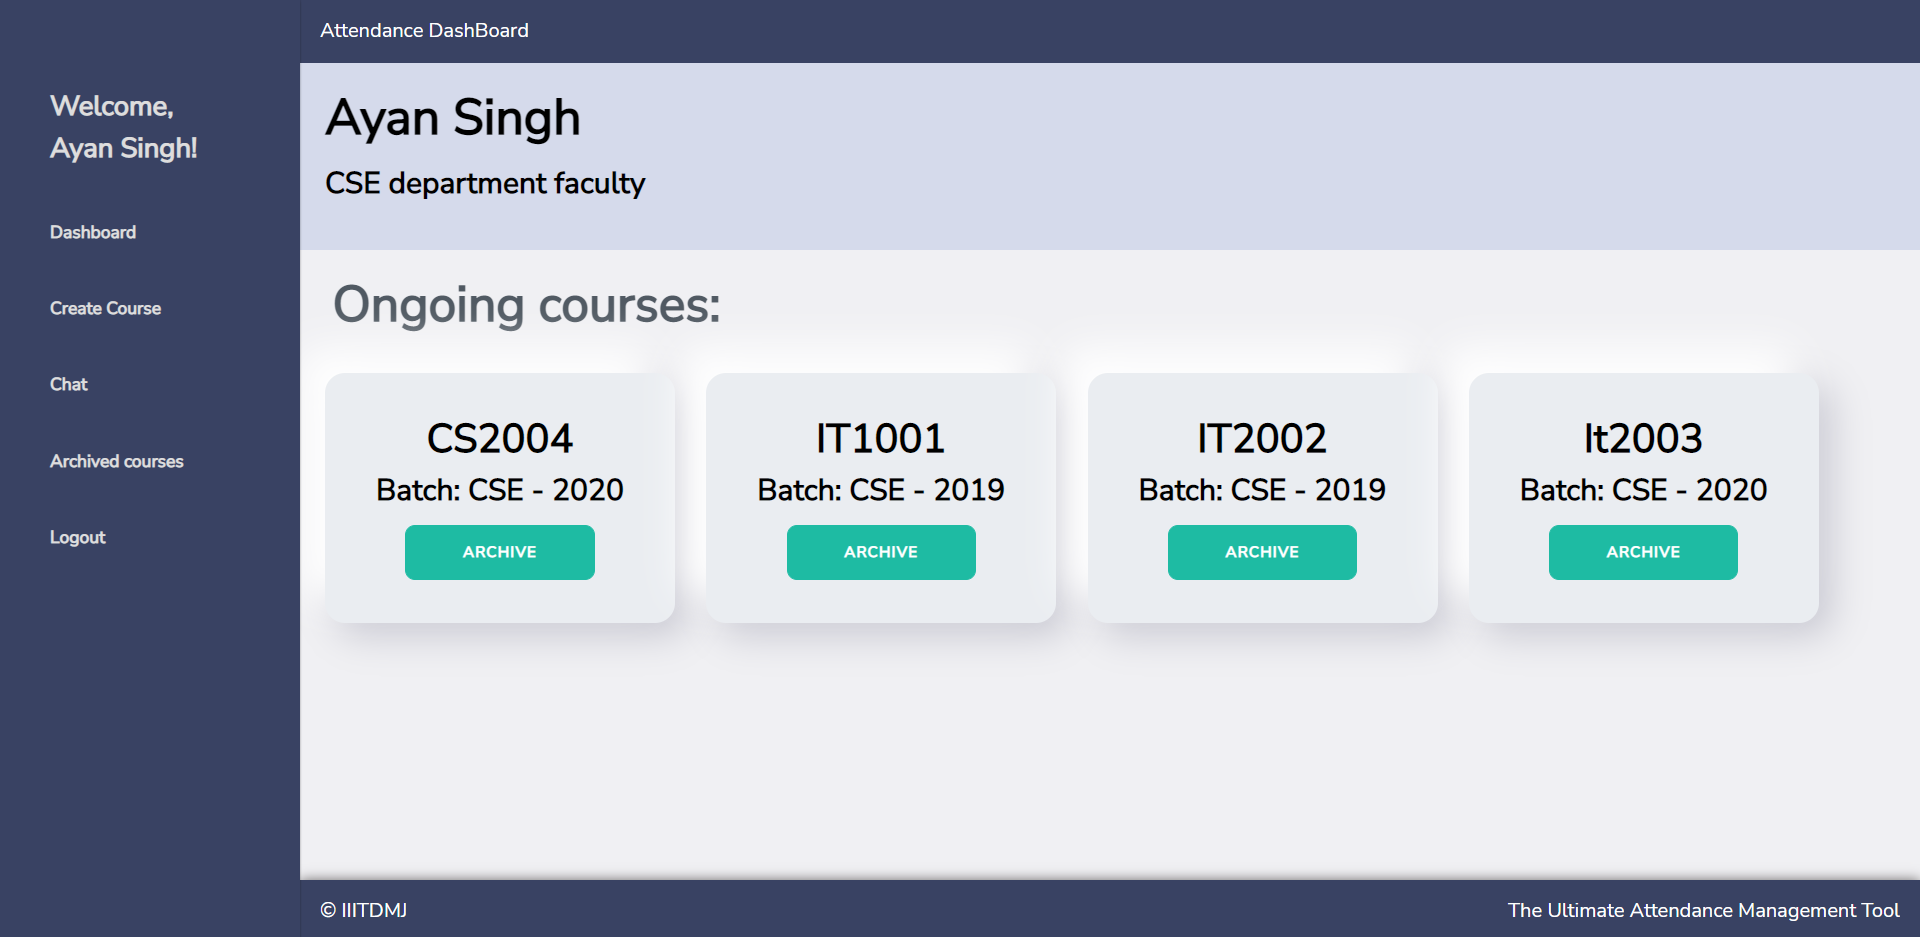 Attendance DashBoard
Welcome,
Ayan Singh!
Dashboard
Create Course
Chat
Archived courses
Logout
Ayan Singh
CSE department faculty
Ongoing courses:
CS2004
Batch: CSE - 2020
ARCHIVE
IT1001
Batch: CSE - 2019
ARCHIVE
IT2002
Batch: CSE - 2019
ARCHIVE
It2003
Batch: CSE - 2020
ARCHIVE
© IIITDMJ
The Ultimate Attendance Management Tool